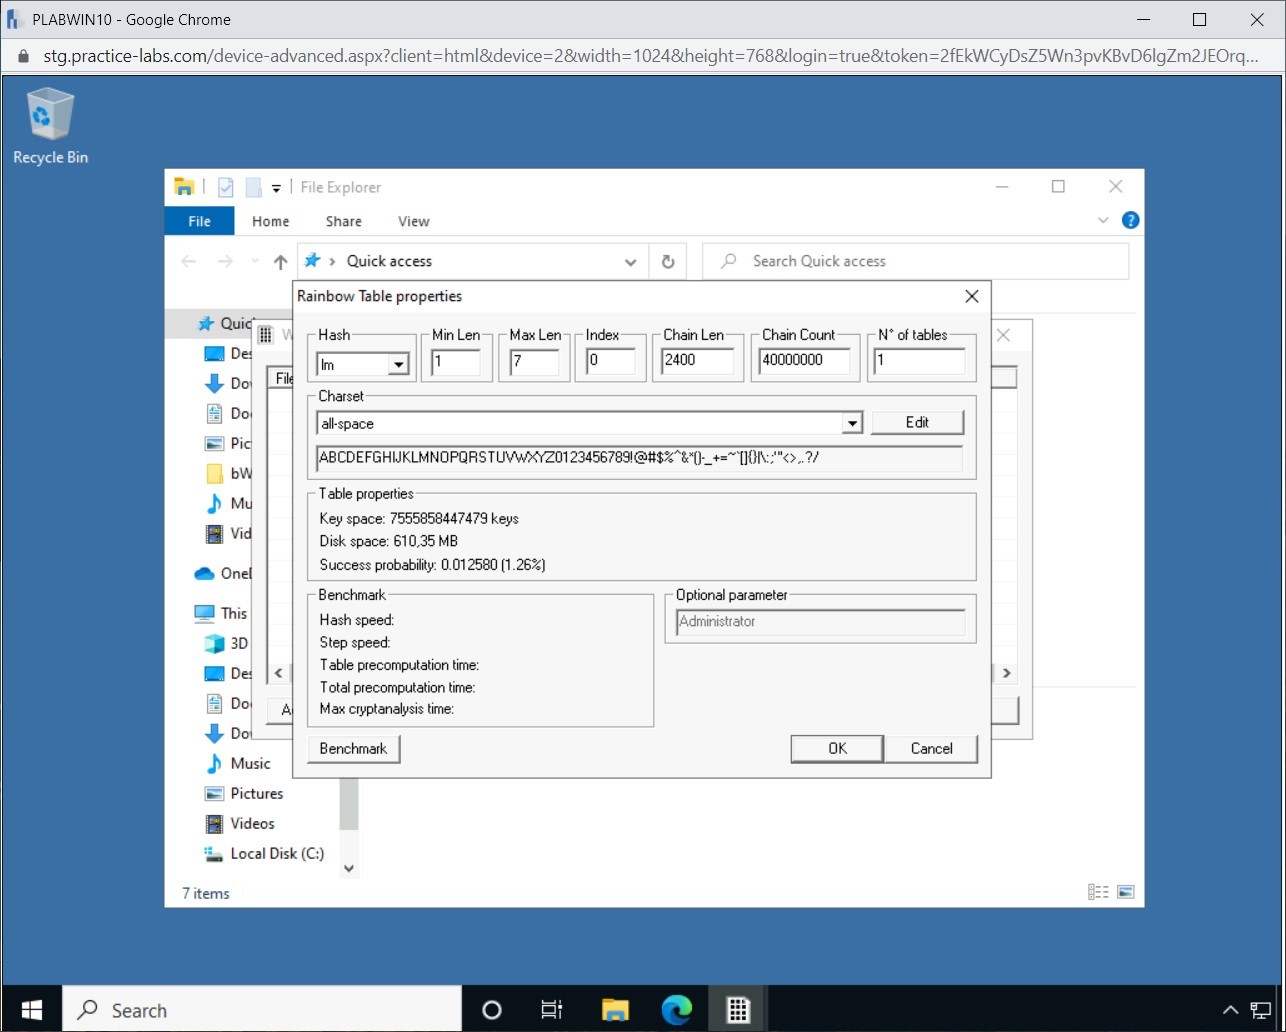 PLABWIN10 - Google Chrome
stg.practice-labs.com/device-advanced.aspx?client=html&device=2&width=1024&height=768&login=true&token=2fEkWCyDsZ5Wn3pvKBvD6lgZm2JEOrq...
Recycle Bin
File Explorer
File Home Share View
Quick access
Search Quick access
Rainbow Table properties
Hash Min Len Max Len Index Chain Len Chain Count N° of tables
lm 1 7 0 2400 40000000 1
Charset
all-space Edit
ABCDEFGHIJKLMNOPQRSTUVWXYZ0123456789!@#$%^&*()-_+=~`[]{}|\:;'"<>,.?/
Table properties
Key space: 7555858447479 keys
Disk space: 610,35 MB
Success probability: 0.012580 (1.26%)
Benchmark
Hash speed:
Step speed:
Table precomputation time:
Total precomputation time:
Max cryptanalysis time:
Optional parameter
Administrator
Benchmark OK Cancel
Quic
W
File
Des
Dov
Doc
Pic
bW
Mu
Vid
OneD
This
3D
Des
Doc
A
Dov
Music
Pictures
Videos
Local Disk (C:)
7 items
Search